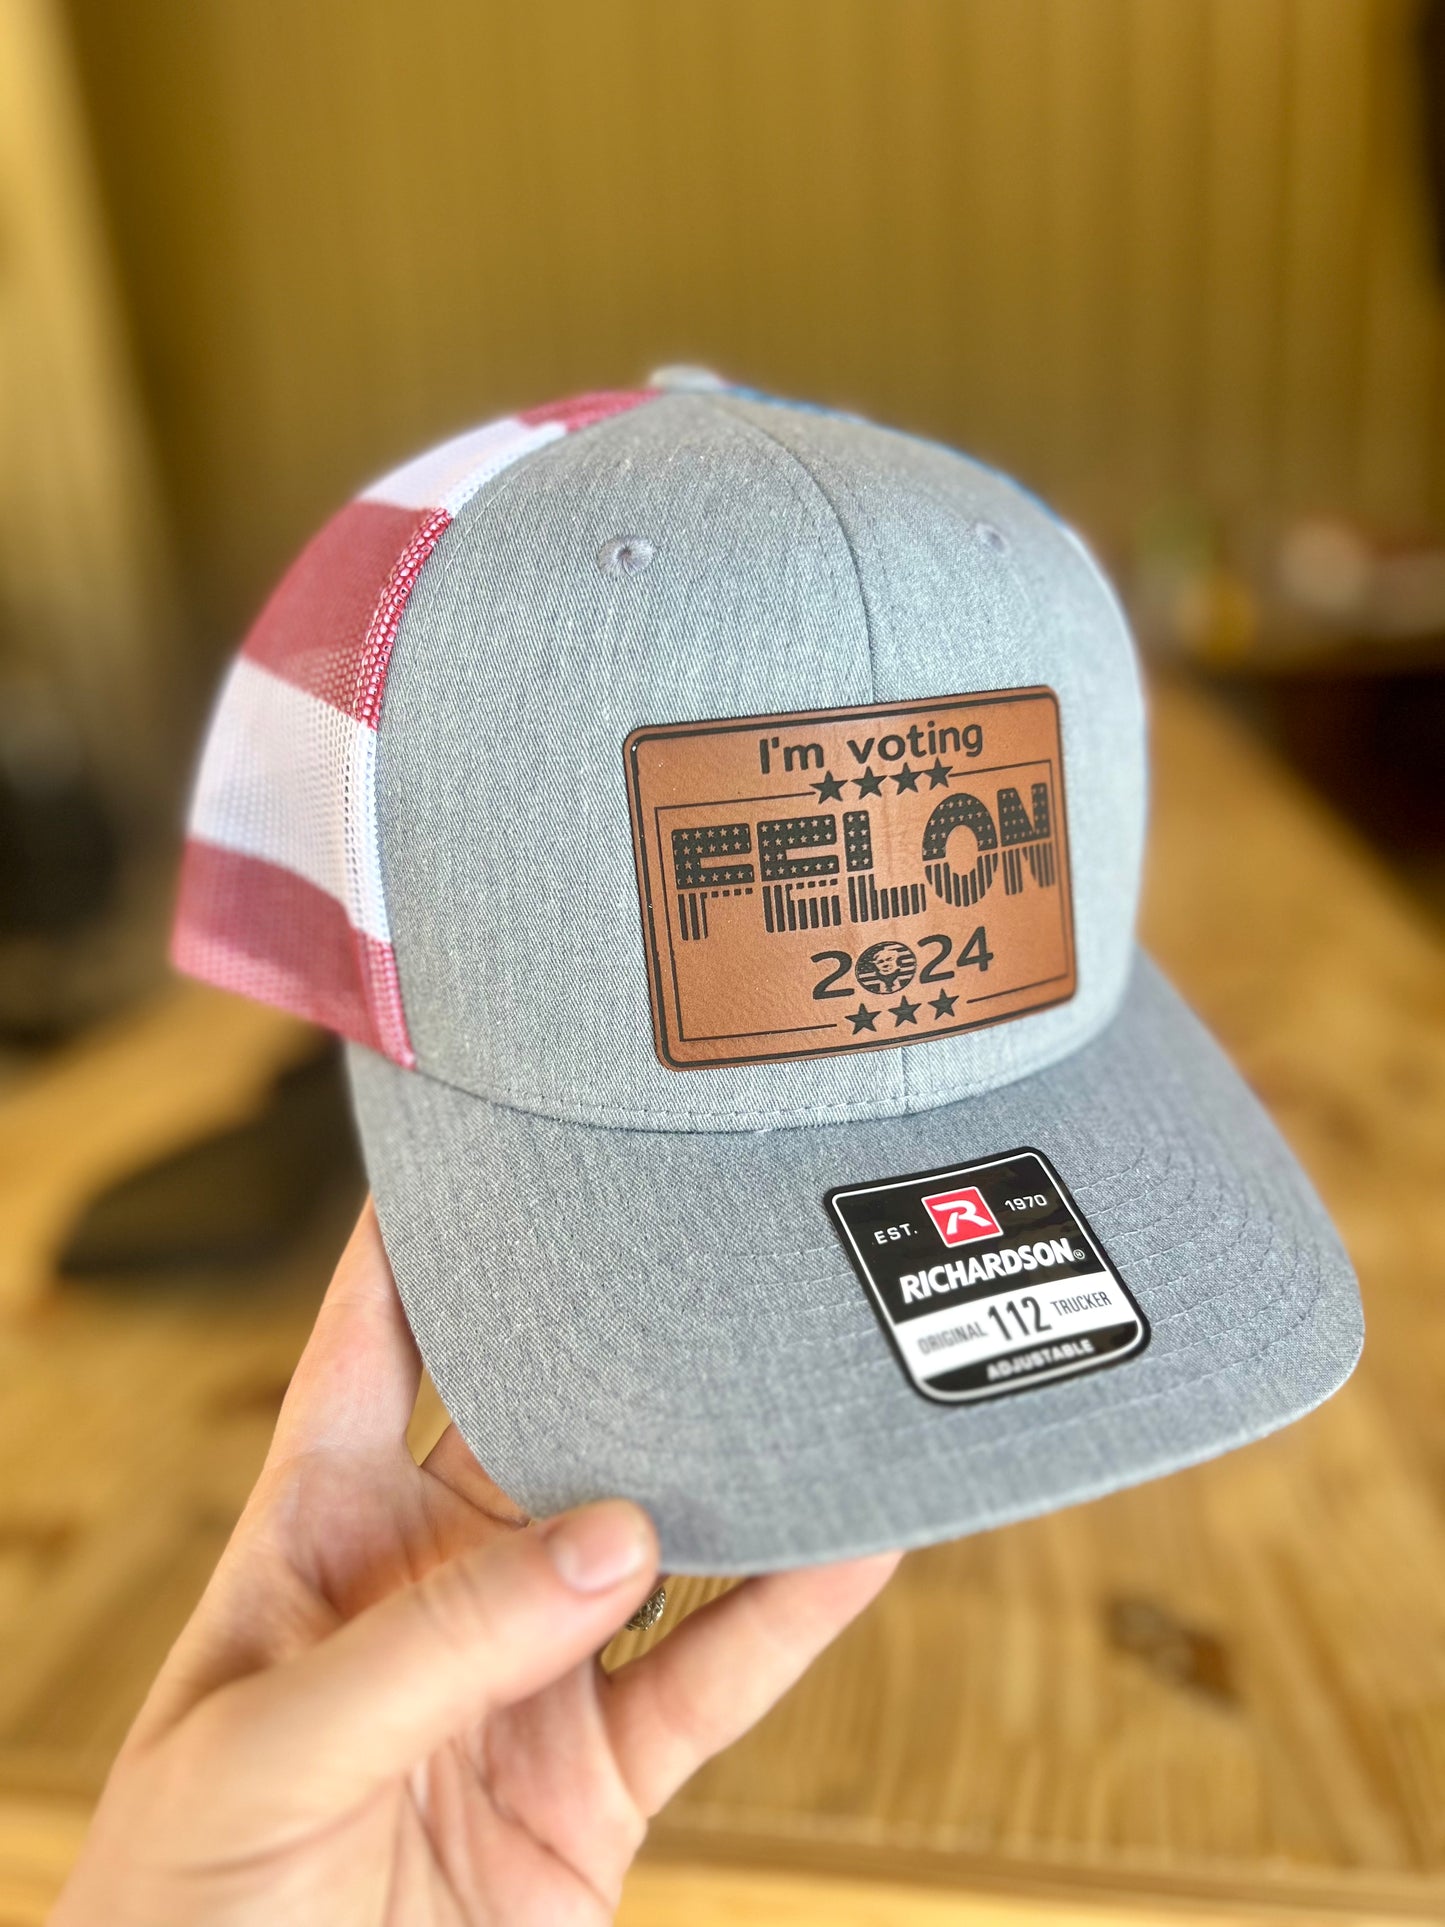 I'm voting
FELON
2024
EST. R 1970
RICHARDSON®
ORIGINAL 112 TRUCKER
ADJUSTABLE